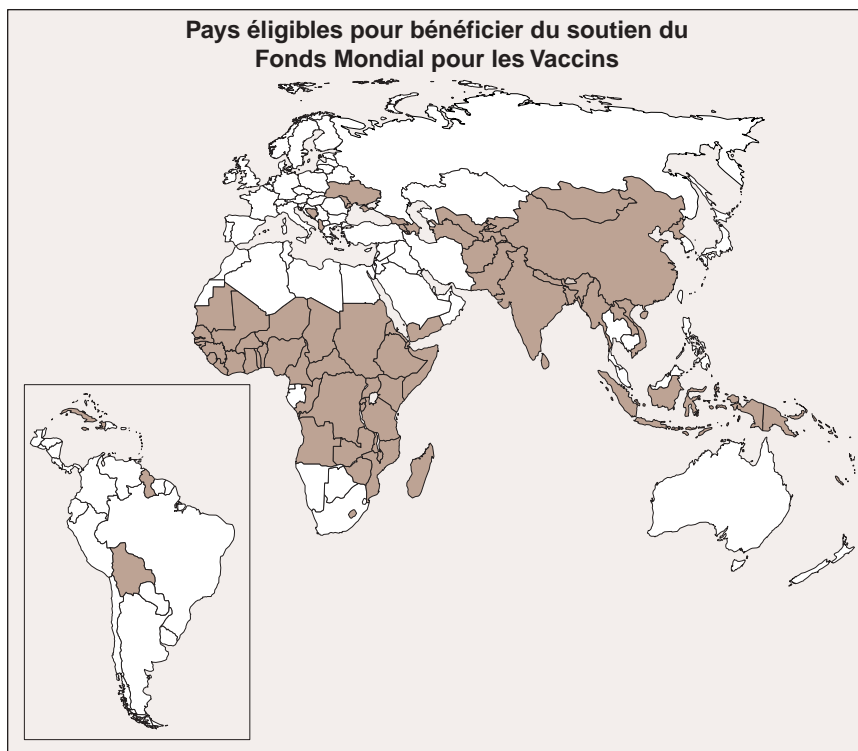 Pays éligibles pour bénéficier du soutien du
Fonds Mondial pour les Vaccins